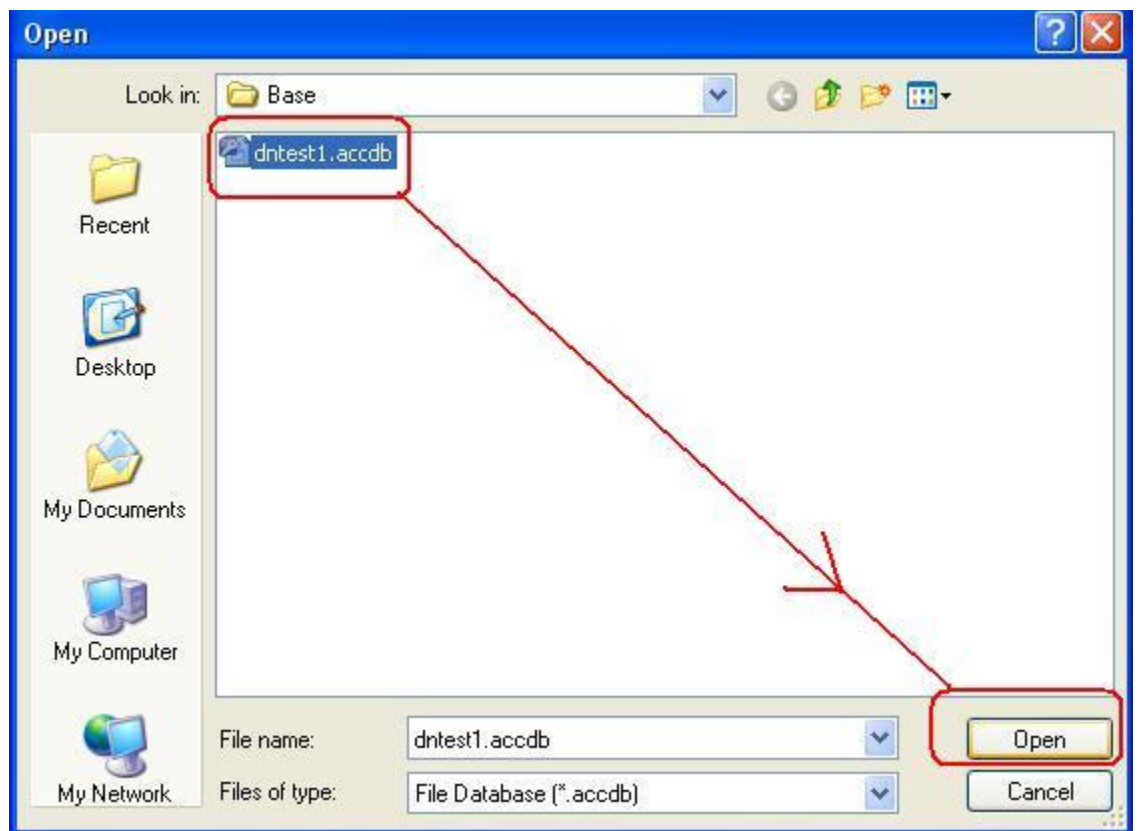 Open
Look in: Base
dntest1.accdb
Recent
Desktop
My Documents
My Computer
My Network
File name: dntest1.accdb Open
Files of type: File Database (*.accdb) Cancel